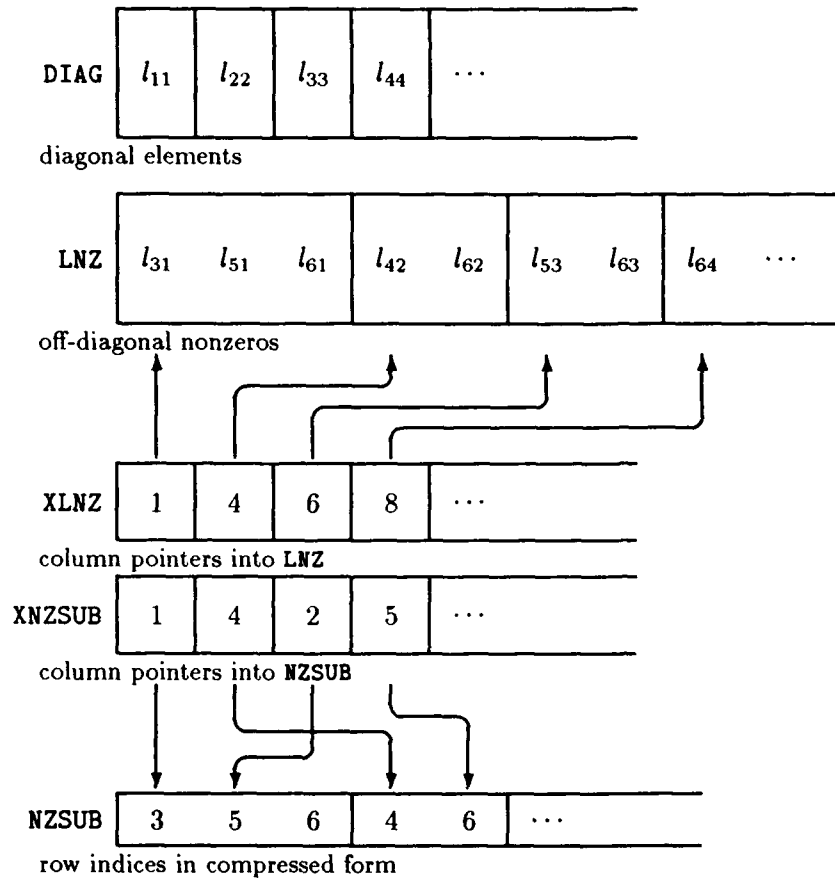 DIAG l₁₁ l₂₂ l₃₃ l₄₄ ···
diagonal elements
LNZ l₃₁ l₅₁ l₆₁ l₄₂ l₆₂ l₅₃ l₆₃ l₆₄ ···
off-diagonal nonzeros
XLNZ 1 4 6 8 ···
column pointers into LNZ
XNZSUB 1 4 2 5 ···
column pointers into NZSUB
NZSUB 3 5 6 4 6 ···
row indices in compressed form